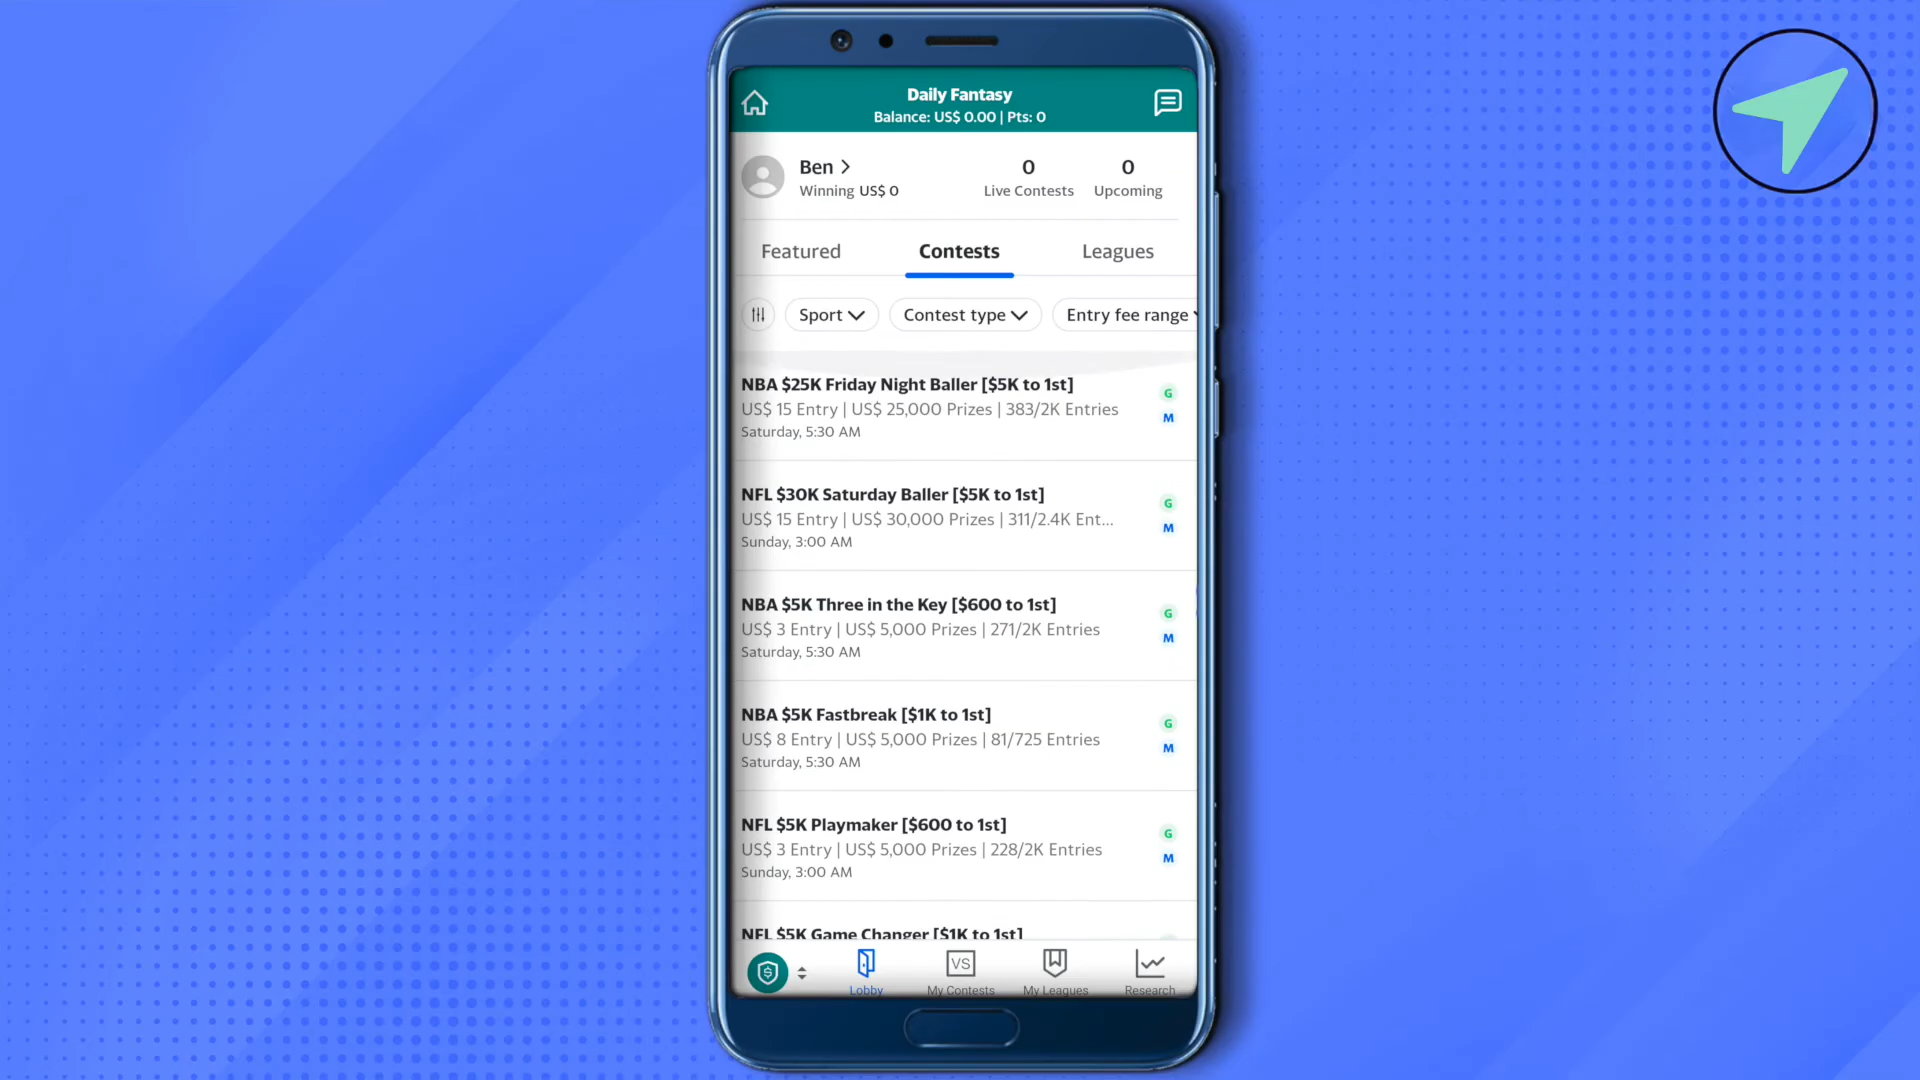 Daily Fantasy
Balance: US$ 0.00 | Pts: 0
Ben
Winning US$ 0
0
Live Contests
0
Upcoming
Featured
Contests
Leagues
Sport
Contest type
Entry fee range
NBA $25K Friday Night Baller [$5K to 1st]
US$ 15 Entry | US$ 25,000 Prizes | 383/2K Entries
Saturday, 5:30 AM
G
M
NFL $30K Saturday Baller [$5K to 1st]
US$ 15 Entry | US$ 30,000 Prizes | 311/2.4K Ent...
Sunday, 3:00 AM
G
M
NBA $5K Three in the Key [$600 to 1st]
US$ 3 Entry | US$ 5,000 Prizes | 271/2K Entries
Saturday, 5:30 AM
G
M
NBA $5K Fastbreak [$1K to 1st]
US$ 8 Entry | US$ 5,000 Prizes | 81/725 Entries
Saturday, 5:30 AM
G
M
NFL $5K Playmaker [$600 to 1st]
US$ 3 Entry | US$ 5,000 Prizes | 228/2K Entries
Sunday, 3:00 AM
G
M
NFL $5K Game Changer [$1K to 1st]
$
Lobby
VS
My Contests
My Leagues
Research